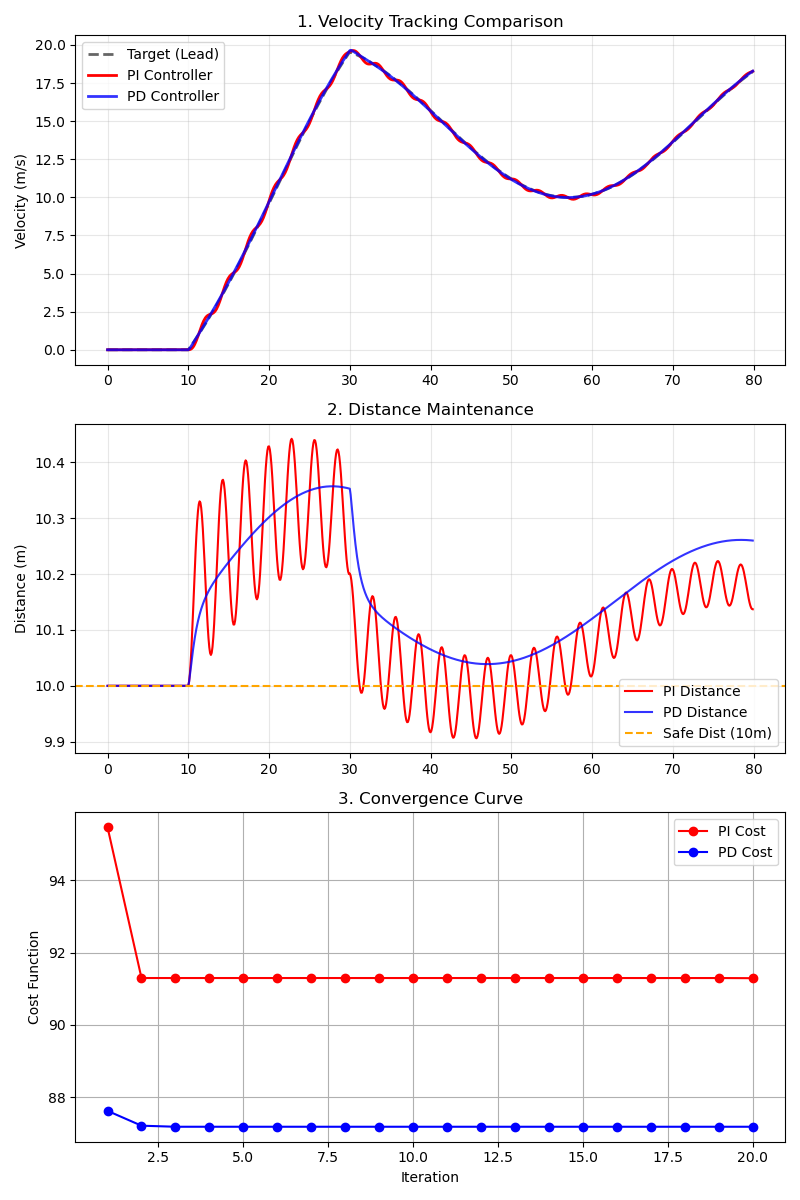 1. Velocity Tracking Comparison
Target (Lead)
PI Controller
PD Controller
Velocity (m/s)
20.0
17.5
15.0
12.5
10.0
7.5
5.0
2.5
0.0
0 10 20 30 40 50 60 70 80
2. Distance Maintenance
Distance (m)
10.4
10.3
10.2
10.1
10.0
9.9
PI Distance
PD Distance
Safe Dist (10m)
0 10 20 30 40 50 60 70 80
3. Convergence Curve
PI Cost
PD Cost
Cost Function
94
92
90
88
2.5 5.0 7.5 10.0 12.5 15.0 17.5 20.0
Iteration